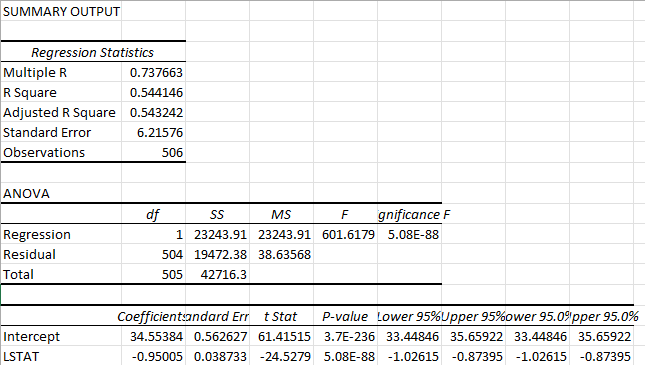 SUMMARY OUTPUT
Regression Statistics
Multiple R 0.737663
R Square 0.544146
Adjusted R Square 0.543242
Standard Error 6.21576
Observations 506
ANOVA
df SS MS F gnificance F
Regression 1 23243.91 23243.91 601.6179 5.08E-88
Residual 504 19472.38 38.63568
Total 505 42716.3
Coefficients andard Err t Stat P-value Lower 95% Upper 95% ower 95.0% pper 95.0%
Intercept 34.55384 0.562627 61.41515 3.7E-236 33.44846 35.65922 33.44846 35.65922
LSTAT -0.95005 0.038733 -24.5279 5.08E-88 -1.02615 -0.87395 -1.02615 -0.87395